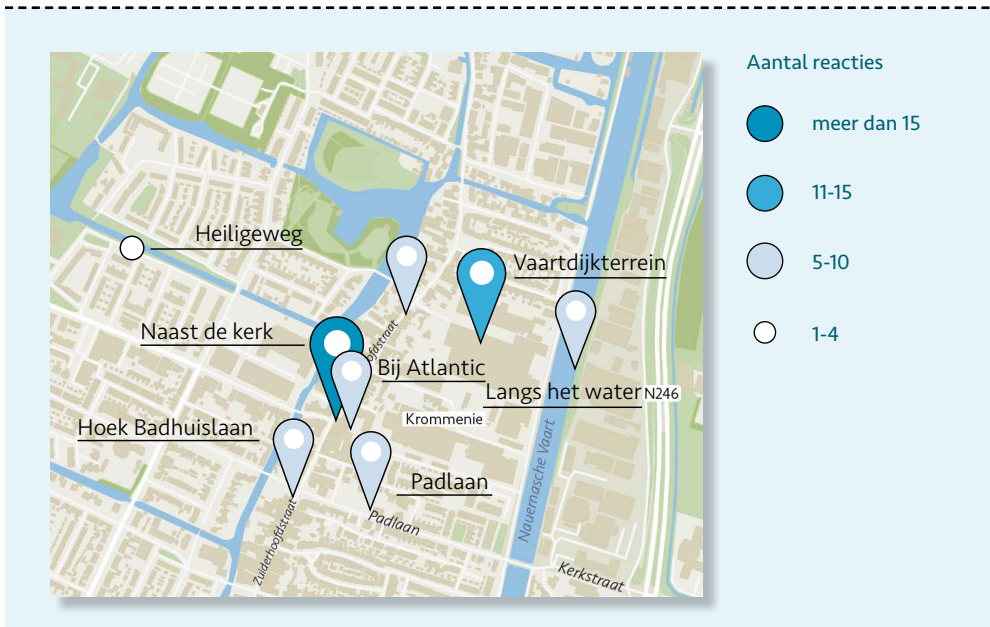 Aantal reacties
meer dan 15
11-15
5-10
1-4
Heiligeweg
Vaartdijkterrein
Naast de kerk
Bij Atlantic
Langs het water
N246
Krommenie
Hoek Badhuislaan
Padlaan
Padlaan
Nauernasche Vaart
Zuiderhoofdstraat
Kerkstraat